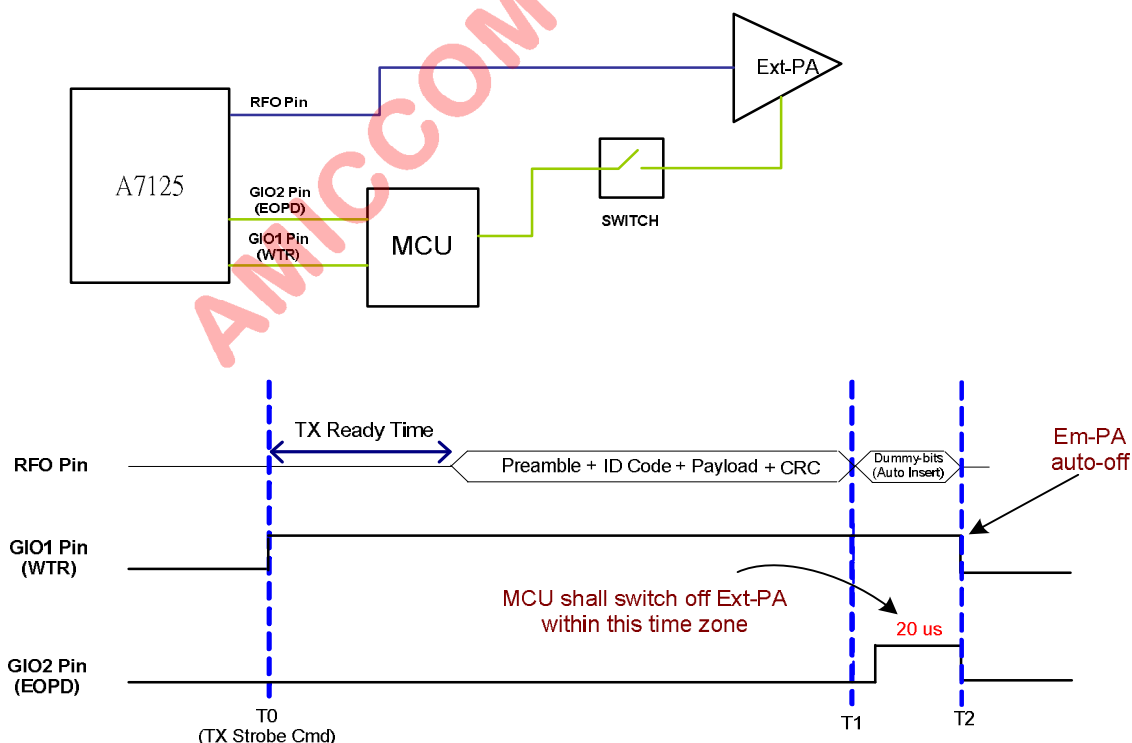 Ext-PA
RFO Pin
A7125
GIO2 Pin
(EOPD)
GIO1 Pin
(WTR)
MCU
SWITCH
AMICCOM
TX Ready Time
RFO Pin
Preamble + ID Code + Payload + CRC
Dummy-bits
(Auto Insert)
Em-PA
auto-off
GIO1 Pin
(WTR)
MCU shall switch off Ext-PA
within this time zone
20 us
GIO2 Pin
(EOPD)
T0
(TX Strobe Cmd)
T1
T2